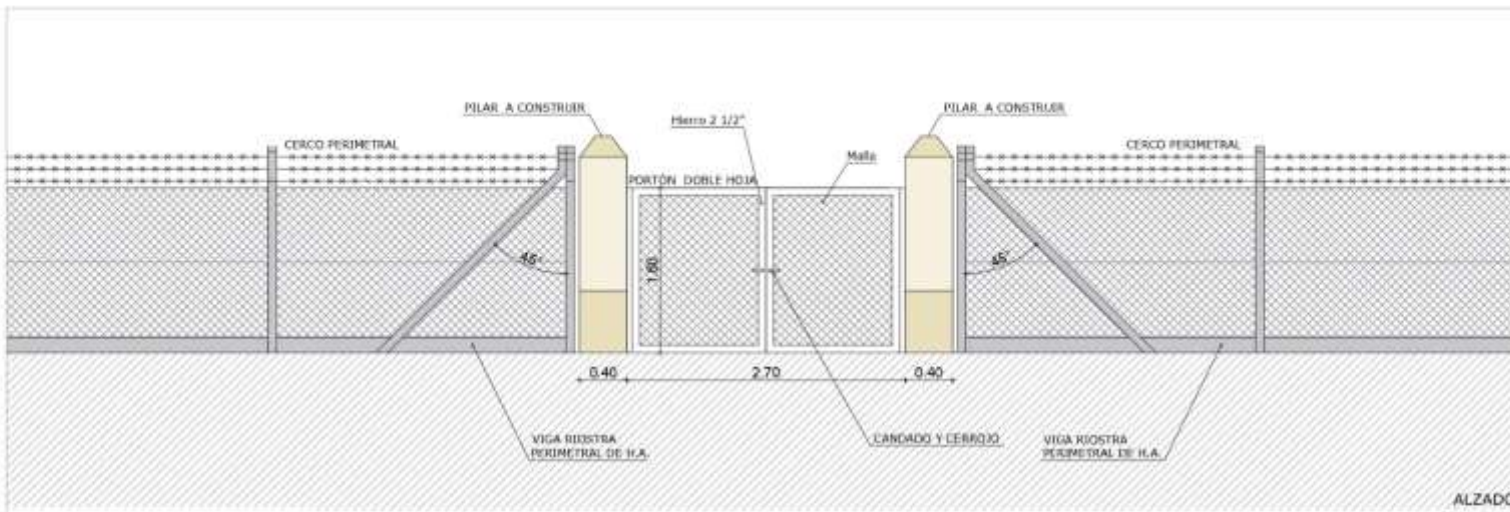 PILAR A CONSTRUIR
PILAR A CONSTRUIR
Hierro 2 1/2"
CERCO PERIMETRAL
CERCO PERIMETRAL
Malla
PORTÓN DOBLE HOJA
45°
1.60
45°
0.40
2.70
0.40
VIGA RIOSTRA
PERIMETRAL DE H.A.
CANDADO Y CERROJO
VIGA RIOSTRA
PERIMETRAL DE H.A.
ALZADO